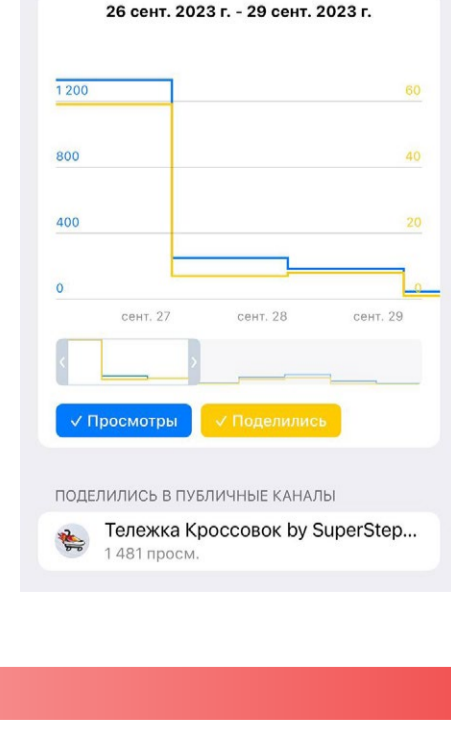 26 сент. 2023 г. - 29 сент. 2023 г.
1 200
60
800
40
400
20
0
0
сент. 27
сент. 28
сент. 29
✓ Просмотры
✓ Поделились
ПОДЕЛИЛИСЬ В ПУБЛИЧНЫЕ КАНАЛЫ
Тележка Кроссовок by SuperStep...
1 481 просм.